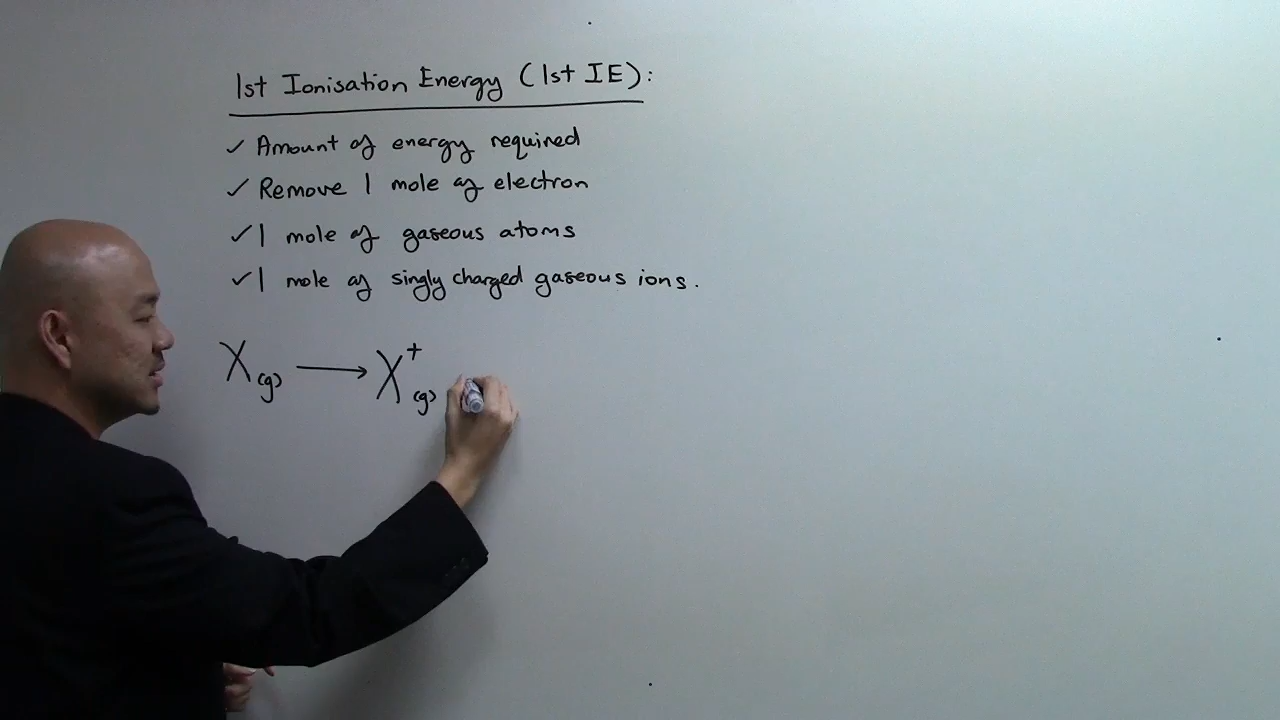 1st Ionisation Energy (1st IE):
✓ Amount of energy required
✓ Remove 1 mole of electron
✓ 1 mole of gaseous atoms
✓ 1 mole of singly charged gaseous ions.
X(g) ⟶ X⁺(g)